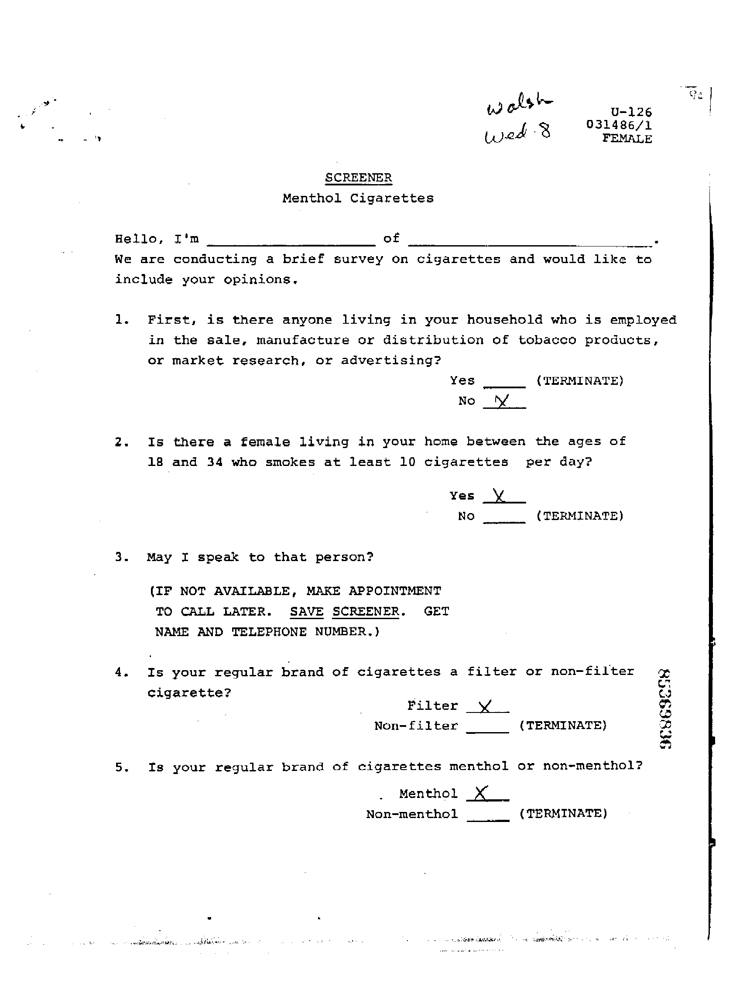 walsh
Wed 8
92
U-126
031486/1
FEMALE
SCREENER
Menthol Cigarettes
Hello, I'm ____________________ of ____________________.
We are conducting a brief survey on cigarettes and would like to
include your opinions.
1. First, is there anyone living in your household who is employed
in the sale, manufacture or distribution of tobacco products,
or market research, or advertising?
Yes _____ (TERMINATE)
No X
2. Is there a female living in your home between the ages of
18 and 34 who smokes at least 10 cigarettes per day?
Yes X
No _____ (TERMINATE)
3. May I speak to that person?
(IF NOT AVAILABLE, MAKE APPOINTMENT
TO CALL LATER. SAVE SCREENER. GET
NAME AND TELEPHONE NUMBER.)
4. Is your regular brand of cigarettes a filter or non-filter
cigarette?
Filter X
Non-filter _____ (TERMINATE)
5. Is your regular brand of cigarettes menthol or non-menthol?
Menthol X
Non-menthol _____ (TERMINATE)
85369836